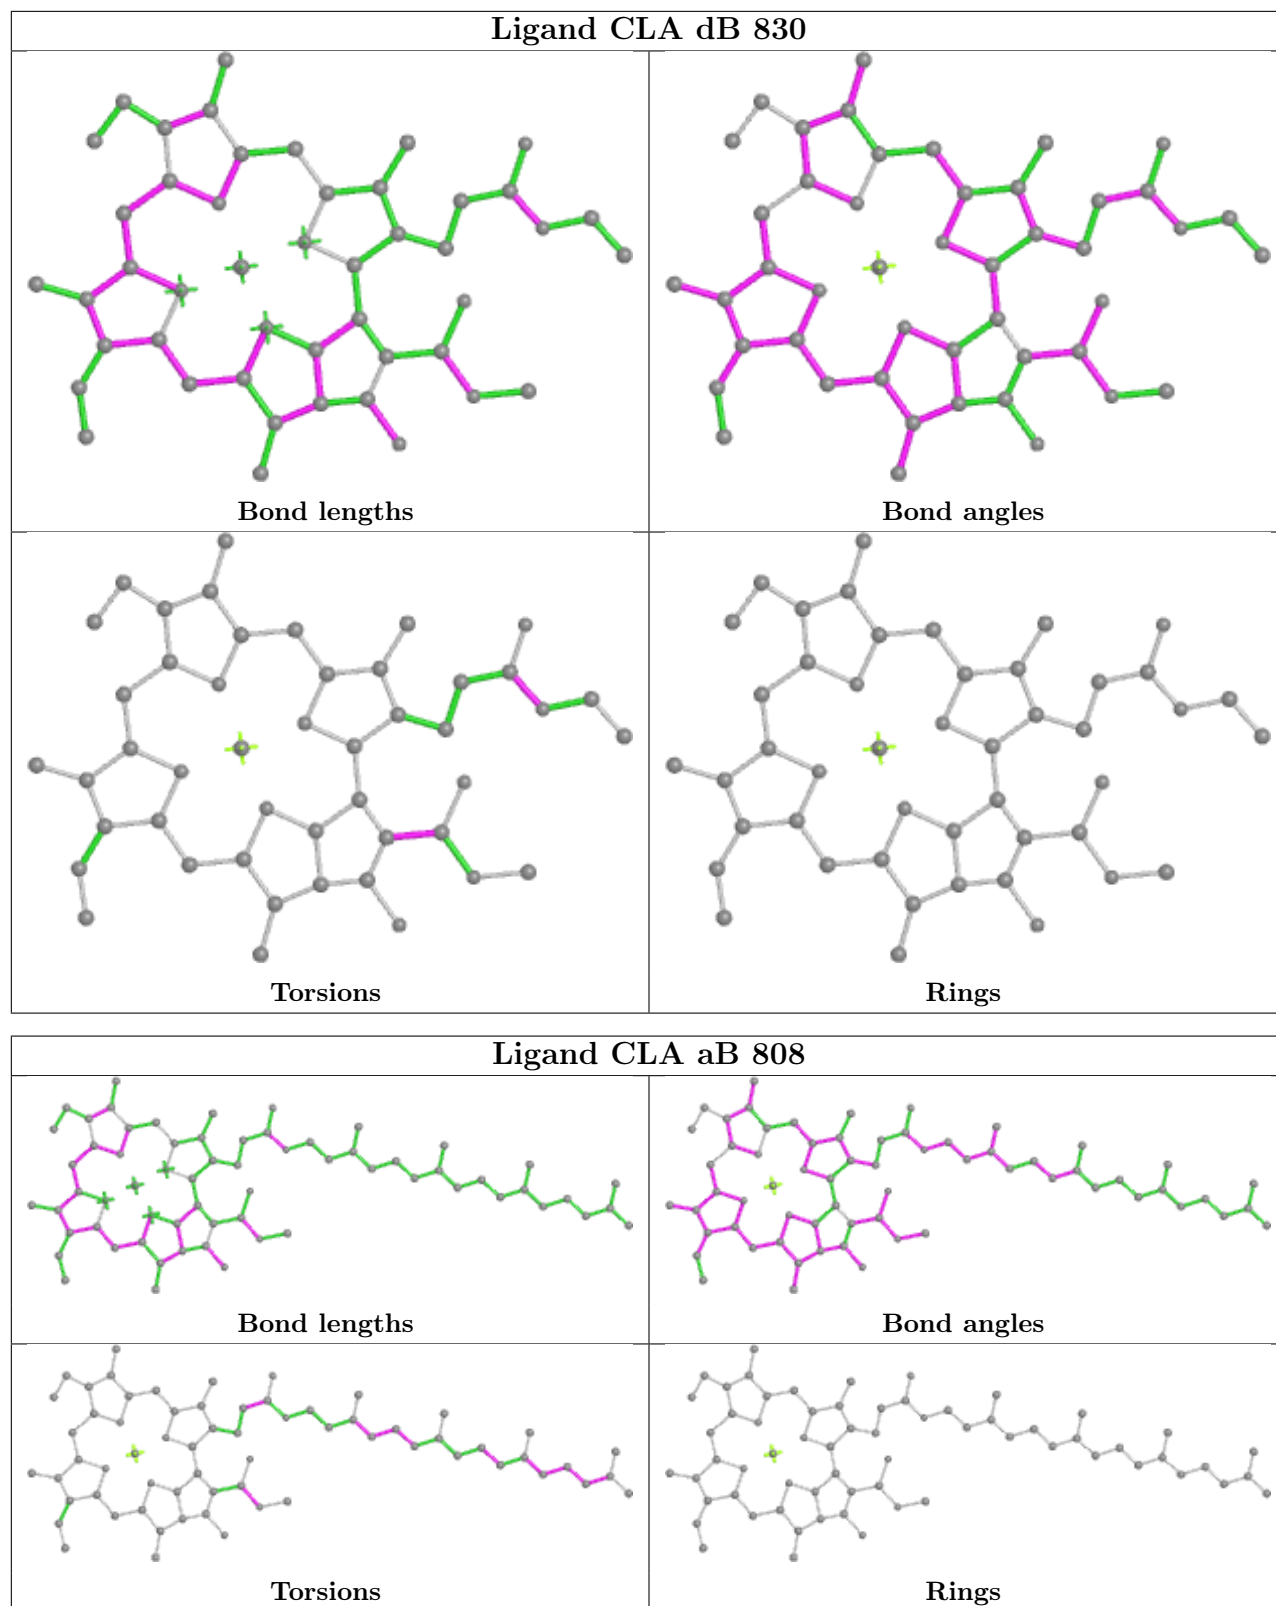 Ligand CLA dB 830
Bond lengths
Bond angles
Torsions
Rings
Ligand CLA aB 808
Bond lengths
Bond angles
Torsions
Rings